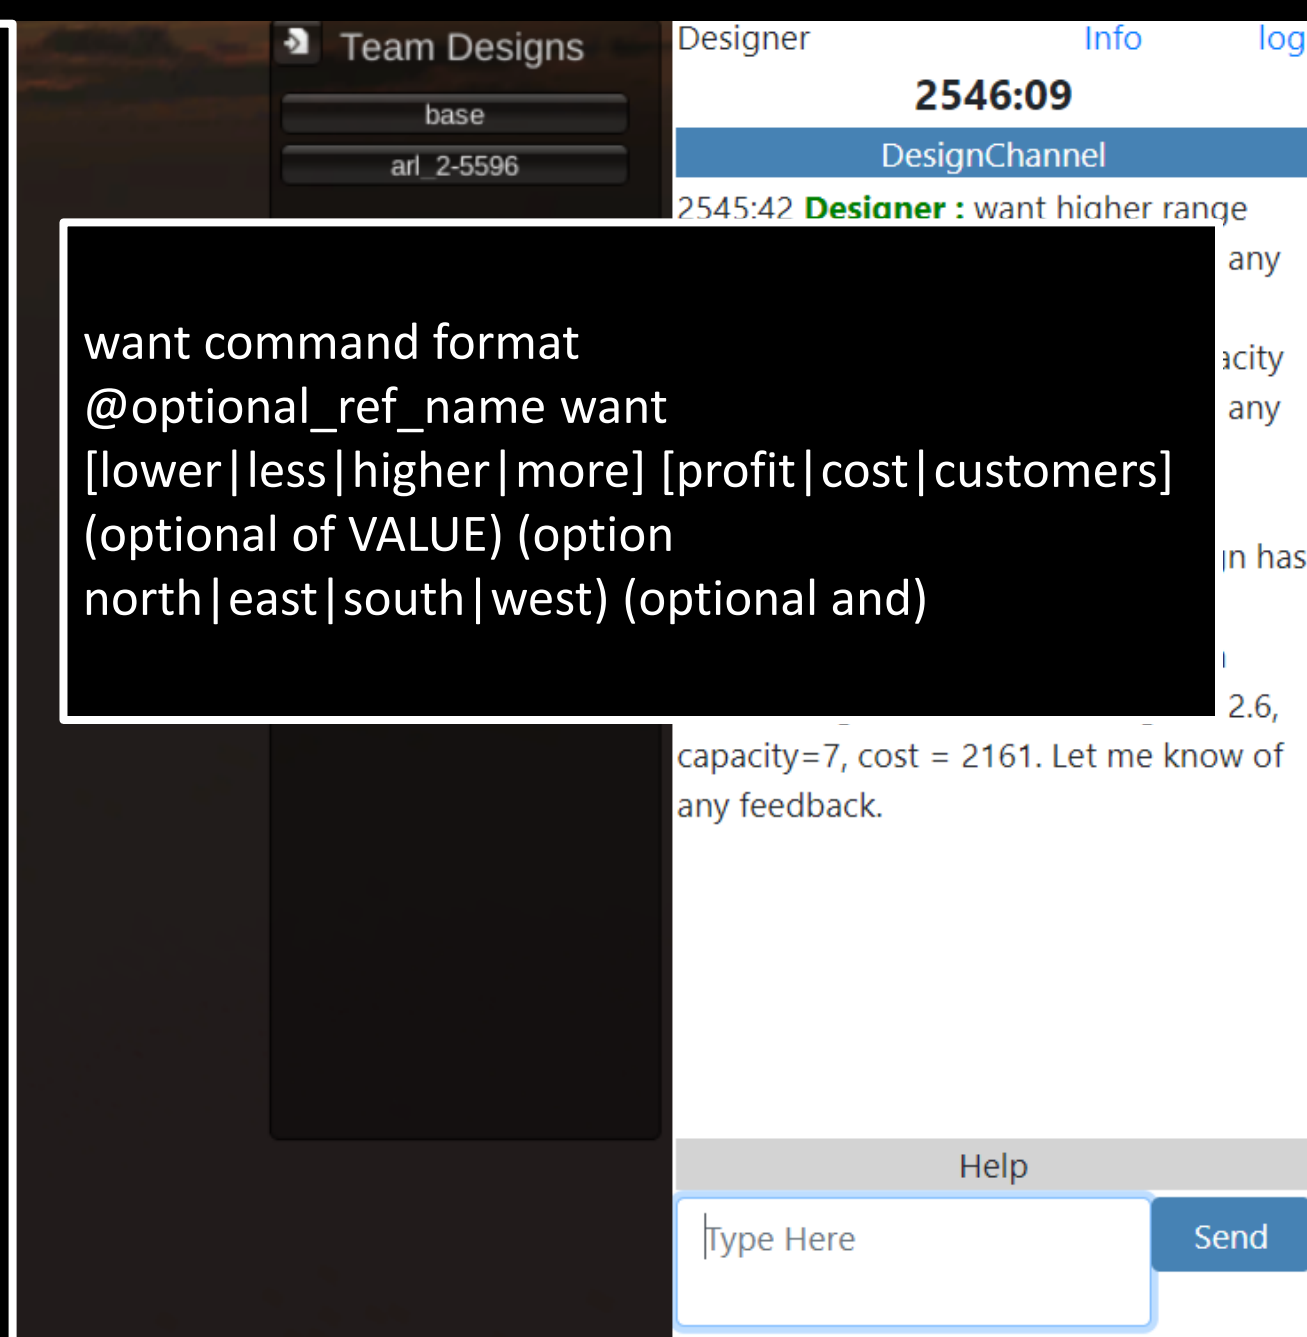 Team Designs
base
arl_2-5596
Designer Info log
2546:09
DesignChannel
2545:42 Designer : want higher range
any
acity
any
want command format
@optional_ref_name want
[lower|less|higher|more] [profit|cost|customers]
(optional of VALUE) (option
north|east|south|west) (optional and)
has
2.6,
capacity=7, cost = 2161. Let me know of
any feedback.
Help
Type Here
Send